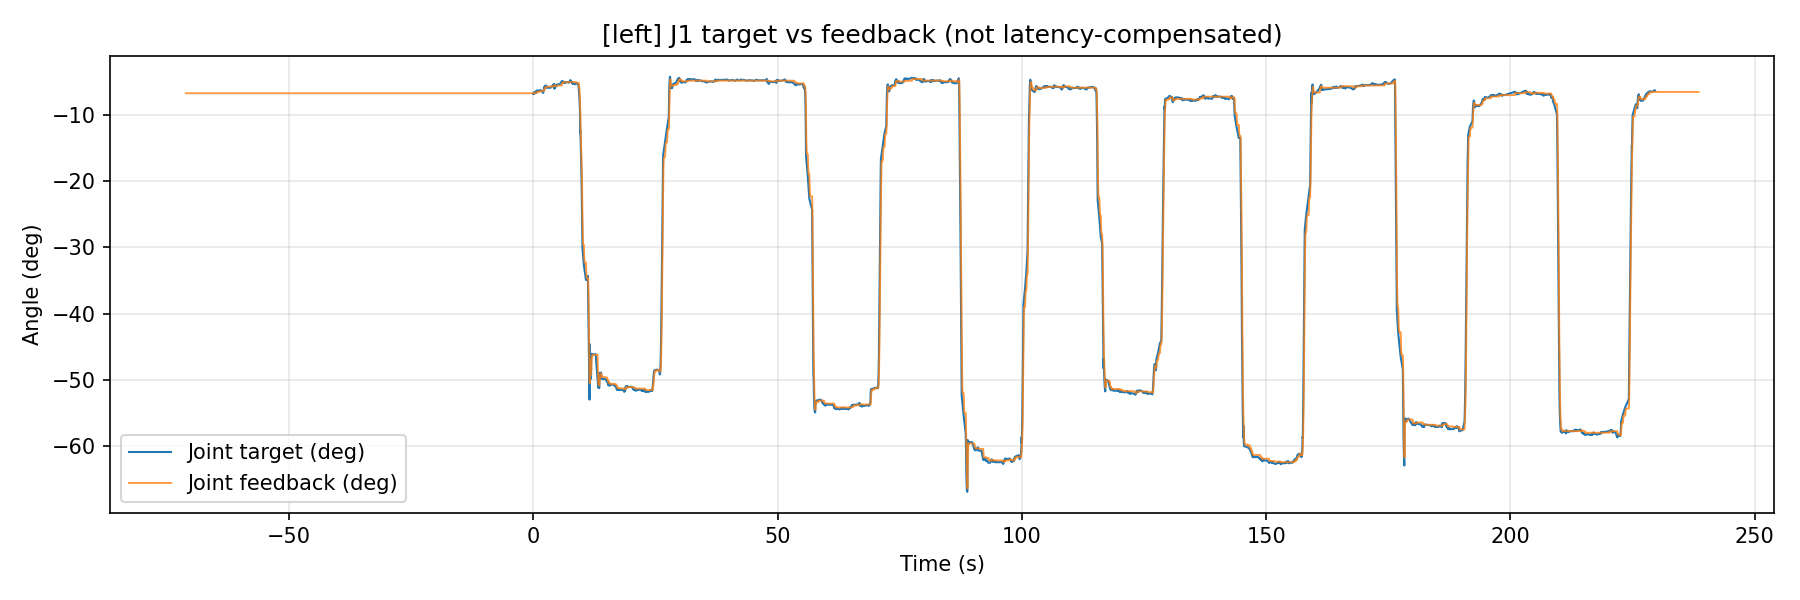 [left] J1 target vs feedback (not latency-compensated)
Angle (deg)
−10
−20
−30
−40
−50
−60
Joint target (deg)
Joint feedback (deg)
−50
0
50
100
150
200
250
Time (s)